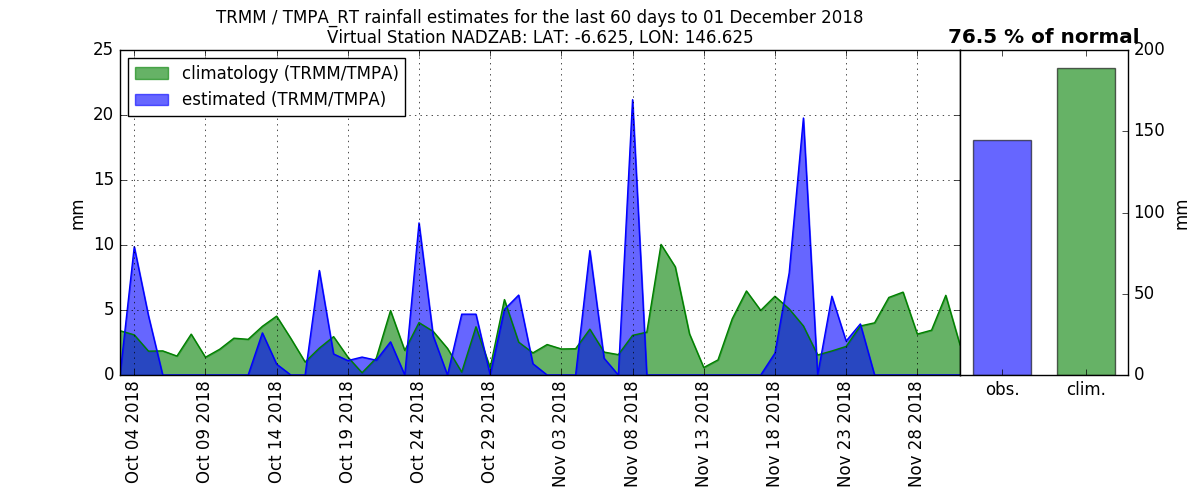 TRMM / TMPA_RT rainfall estimates for the last 60 days to 01 December 2018
Virtual Station NADZAB: LAT: -6.625, LON: 146.625
76.5 % of normal
climatology (TRMM/TMPA)
estimated (TRMM/TMPA)
mm
25
20
15
10
5
0
Oct 04 2018
Oct 09 2018
Oct 14 2018
Oct 19 2018
Oct 24 2018
Oct 29 2018
Nov 03 2018
Nov 08 2018
Nov 13 2018
Nov 18 2018
Nov 23 2018
Nov 28 2018
obs.
clim.
200
150
100
50
0
mm